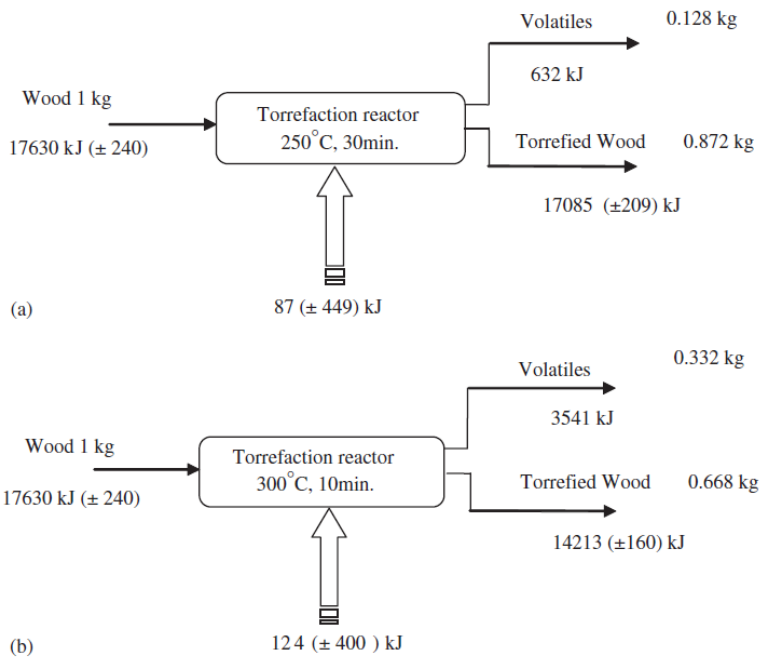 Volatiles 0.128 kg
632 kJ
Wood 1 kg
17630 kJ (± 240)
Torrefaction reactor
250°C, 30min.
Torrefied Wood 0.872 kg
17085 (±209) kJ
87 (± 449) kJ
(a)
Volatiles 0.332 kg
3541 kJ
Wood 1 kg
17630 kJ (± 240)
Torrefaction reactor
300°C, 10min.
Torrefied Wood 0.668 kg
14213 (±160) kJ
124 (± 400 ) kJ
(b)